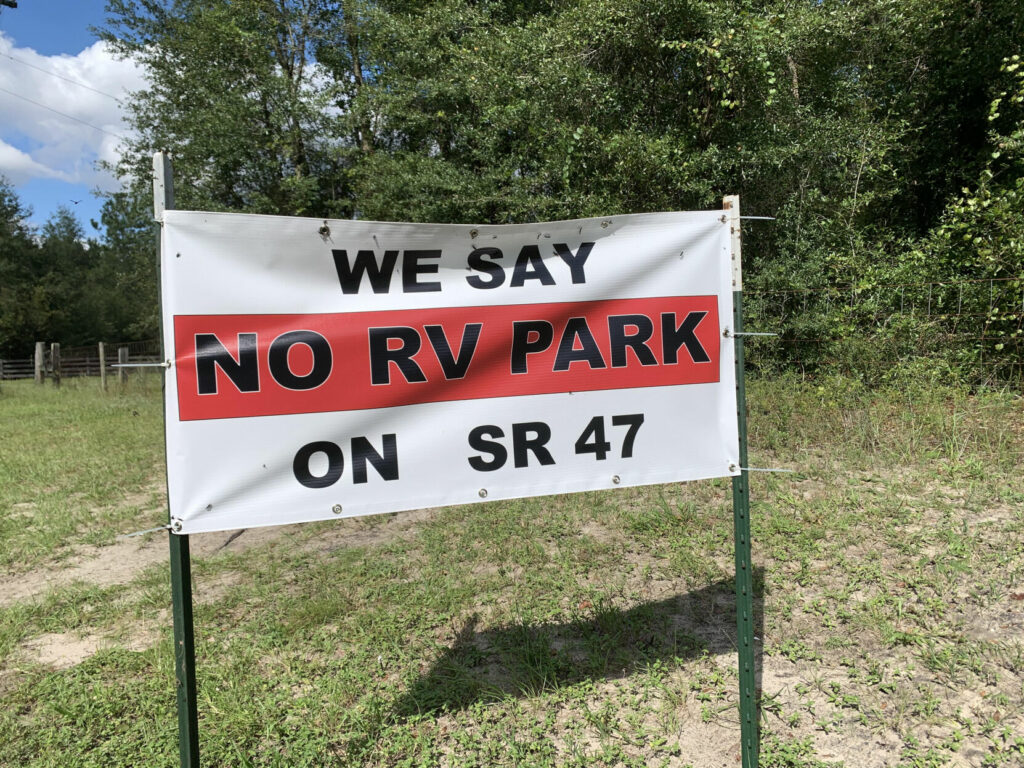 WE SAY
NO RV PARK
ON SR 47